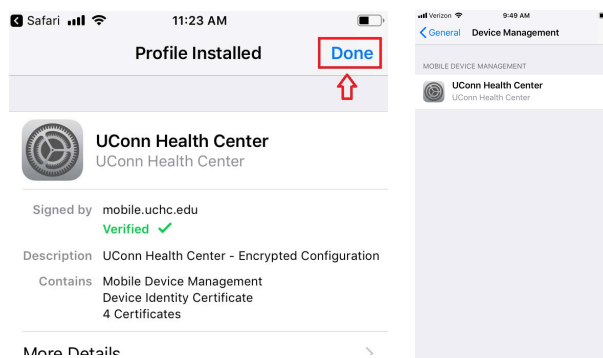 Safari 11:23 AM
Profile Installed Done
UConn Health Center
UConn Health Center
Signed by mobile.uchc.edu
Verified
Description UConn Health Center - Encrypted Configuration
Contains Mobile Device Management
Device Identity Certificate
4 Certificates
More Details
Verizon 9:49 AM
General Device Management
MOBILE DEVICE MANAGEMENT
UConn Health Center
UConn Health Center